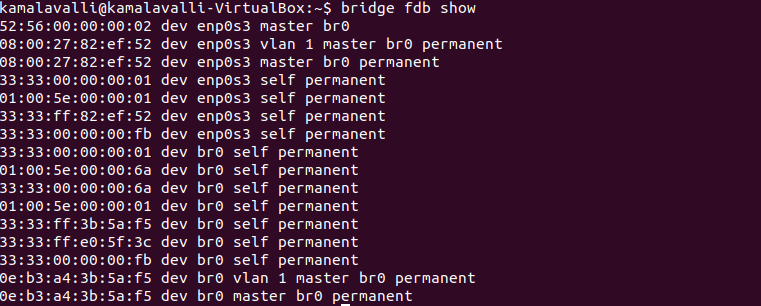 kamalavalli@kamalavalli-VirtualBox:~$ bridge fdb show
52:56:00:00:00:02 dev enp0s3 master br0
08:00:27:82:ef:52 dev enp0s3 vlan 1 master br0 permanent
08:00:27:82:ef:52 dev enp0s3 master br0 permanent
33:33:00:00:00:01 dev enp0s3 self permanent
01:00:5e:00:00:01 dev enp0s3 self permanent
33:33:ff:82:ef:52 dev enp0s3 self permanent
33:33:00:00:00:fb dev enp0s3 self permanent
33:33:00:00:00:01 dev br0 self permanent
01:00:5e:00:00:6a dev br0 self permanent
33:33:00:00:00:6a dev br0 self permanent
01:00:5e:00:00:01 dev br0 self permanent
33:33:ff:3b:5a:f5 dev br0 self permanent
33:33:ff:e0:5f:3c dev br0 self permanent
33:33:00:00:00:fb dev br0 self permanent
0e:b3:a4:3b:5a:f5 dev br0 vlan 1 master br0 permanent
0e:b3:a4:3b:5a:f5 dev br0 master br0 permanent